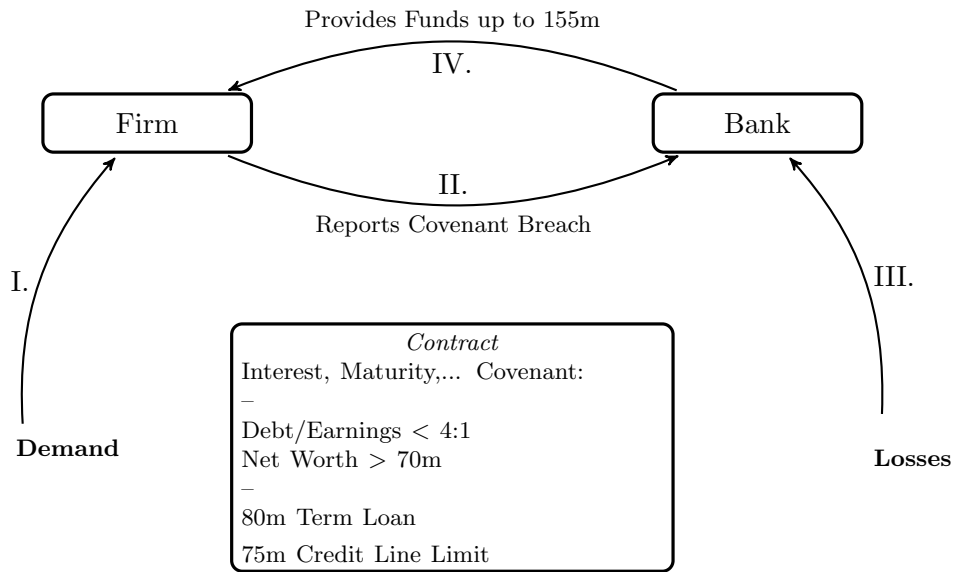 Provides Funds up to 155m
IV.
Firm
Bank
II.
Reports Covenant Breach
I.
III.
Contract
Interest, Maturity,... Covenant:
–
Debt/Earnings < 4:1
Net Worth > 70m
–
80m Term Loan
75m Credit Line Limit
Demand
Losses